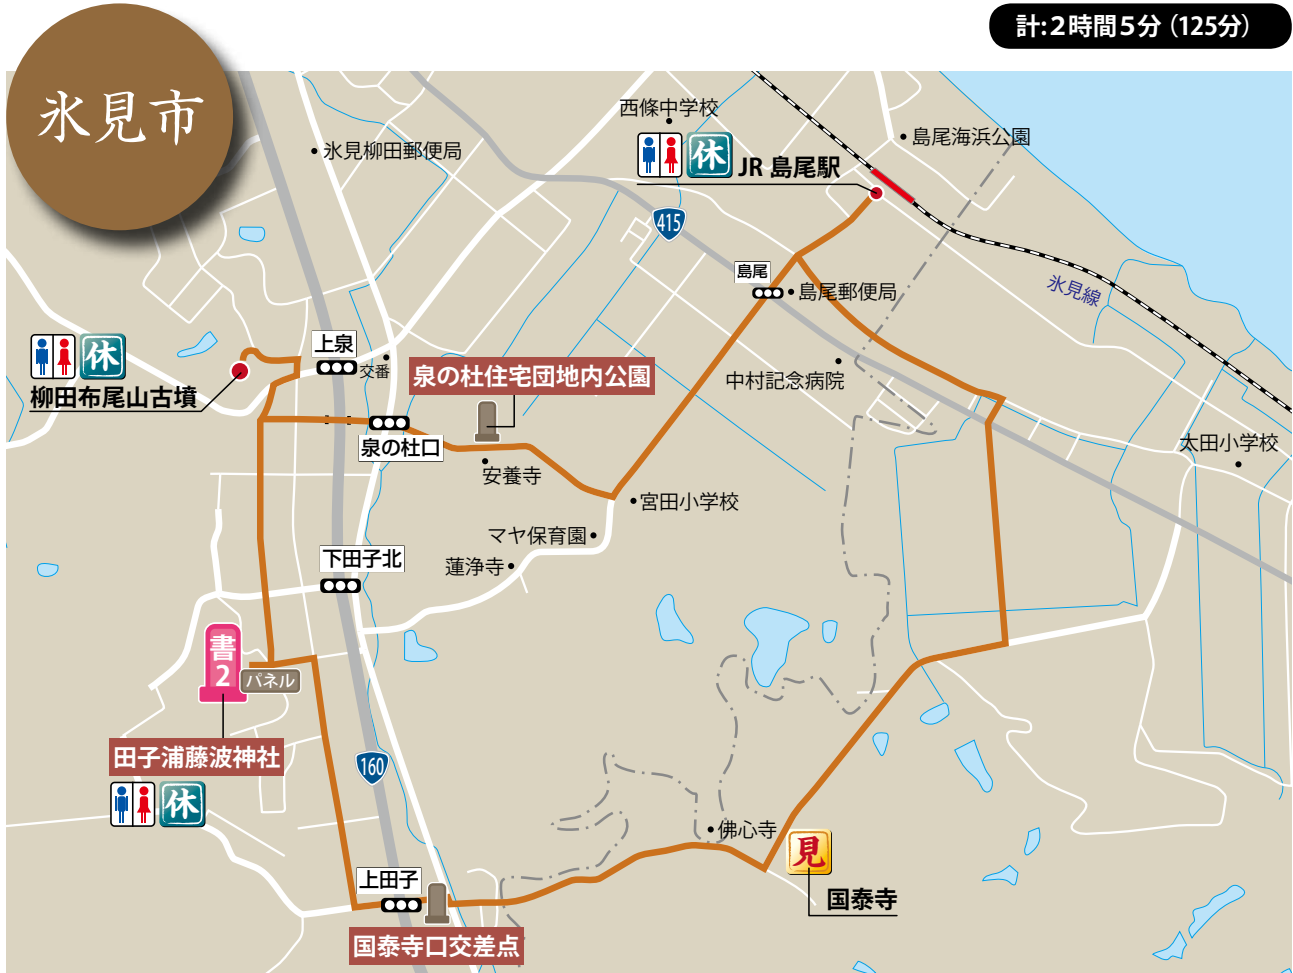 計:2時間5分（125分）
氷見市
西條中学校
島尾海浜公園
氷見柳田郵便局
休
JR 島尾駅
415
島尾
島尾郵便局
氷見線
上泉
休
交番
泉の杜住宅団地内公園
中村記念病院
柳田布尾山古墳
泉の杜口
太田小学校
安養寺
宮田小学校
マヤ保育園
下田子北
蓮浄寺
書
2
パネル
田子浦藤波神社
160
休
佛心寺
見
上田子
国泰寺
国泰寺口交差点